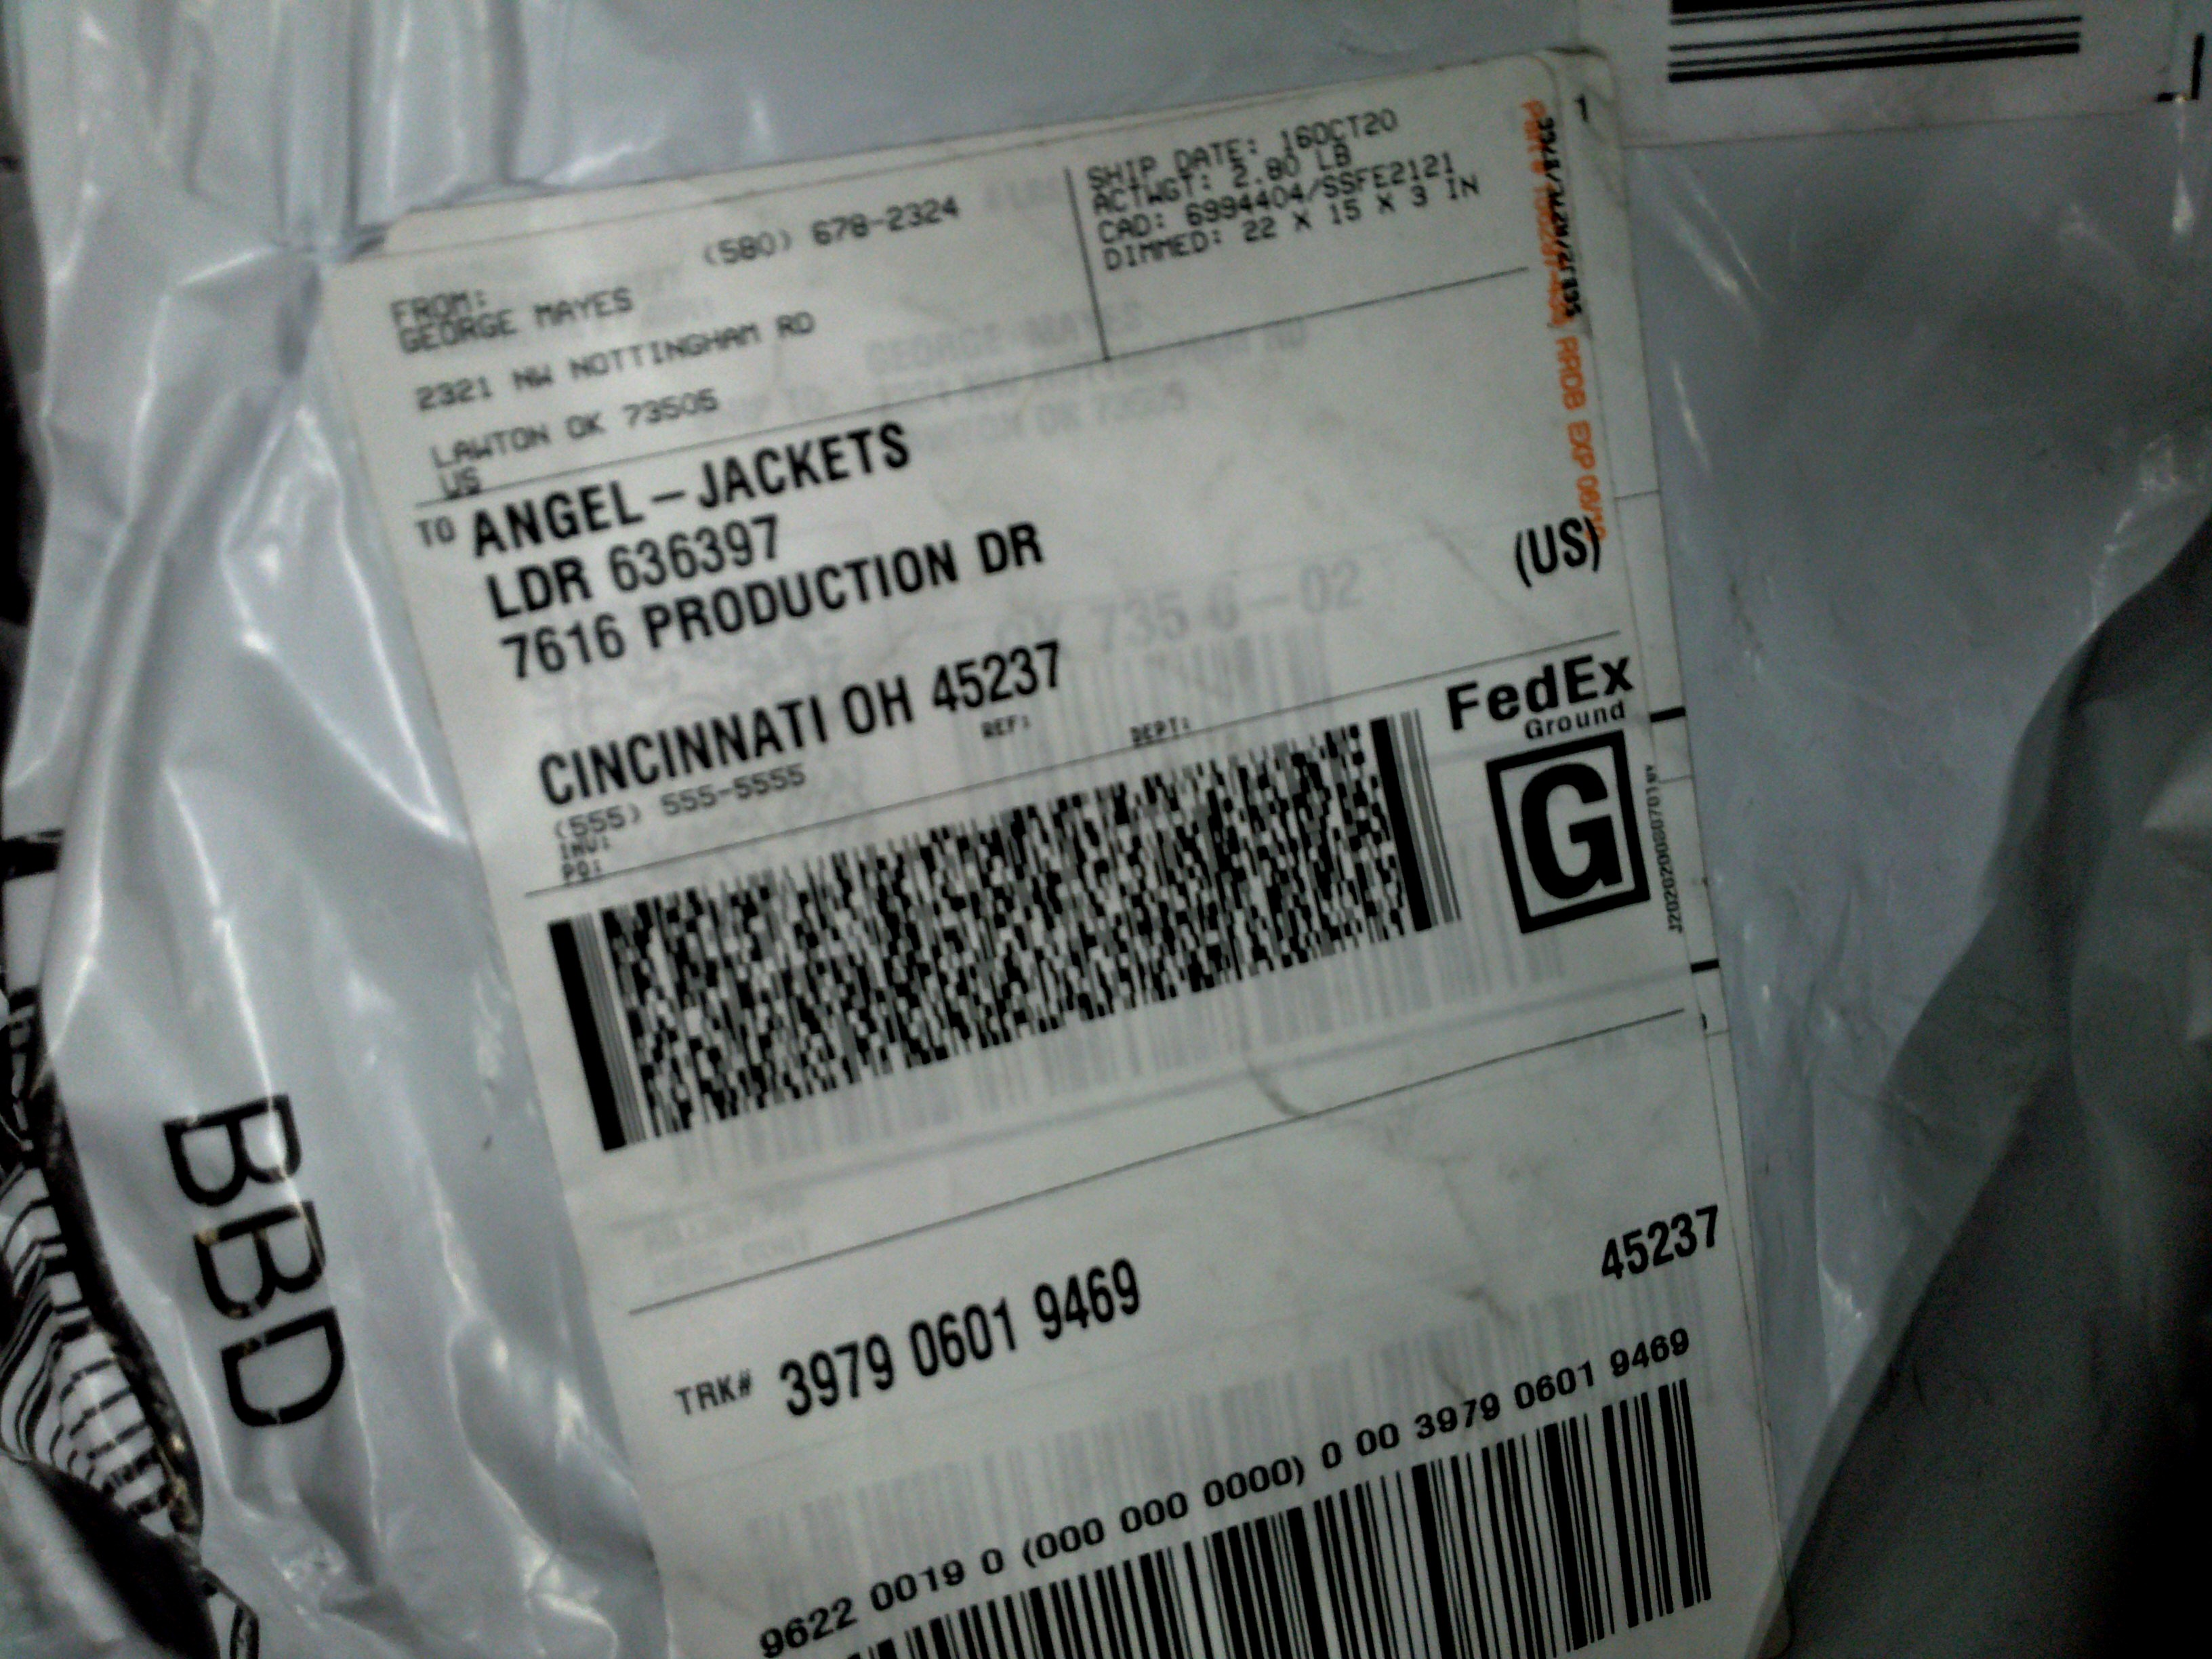 (580) 678-2324
FROM:
GEORGE MAYES
2321 NW NOTTINGHAM RD
LAWTON OK 73505
US
SHIP DATE: 16OCT20
ACTWGT: 2.80 LB
CAD: 6994404/SSFE2121
DIMMED: 22 X 15 X 3 IN
1
RRDB EXP
TO ANGEL-JACKETS
LDR 636397
7616 PRODUCTION DR
(US)
CINCINNATI OH 45237
(555) 555-5555
REF:
DEPT:
INV:
PO:
FedEx
Ground
G
TRK# 3979 0601 9469
45237
9622 0019 0 (000 000 0000) 0 00 3979 0601 9469
BBD